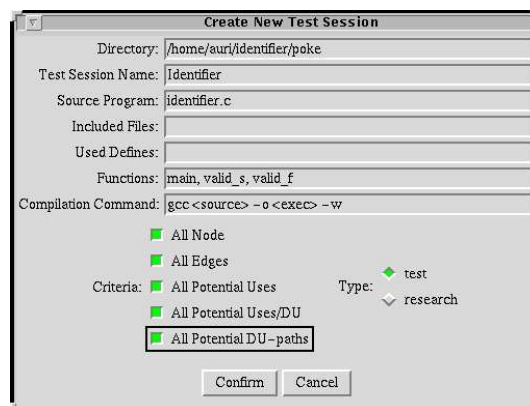 Create New Test Session
Directory: /home/auri/identifier/poke
Test Session Name: Identifier
Source Program: identifier.c
Included Files:
Used Defines:
Functions: main, valid_s, valid_f
Compilation Command: gcc <source> -o <exec> -w
All Node
All Edges
Criteria: All Potential Uses
All Potential Uses/DU
All Potential DU-paths
Type: test
research
Confirm Cancel